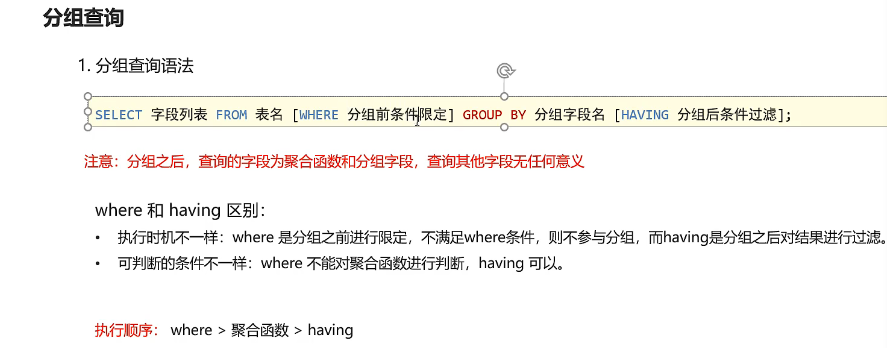 分组查询
1. 分组查询语法
SELECT 字段列表 FROM 表名 [WHERE 分组前条件限定] GROUP BY 分组字段名 [HAVING 分组后条件过滤];
注意：分组之后，查询的字段为聚合函数和分组字段，查询其他字段无任何意义
where 和 having 区别：
• 执行时机不一样：where 是分组之前进行限定，不满足where条件，则不参与分组，而having是分组之后对结果进行过滤。
• 可判断的条件不一样：where 不能对聚合函数进行判断，having 可以。
执行顺序： where > 聚合函数 > having